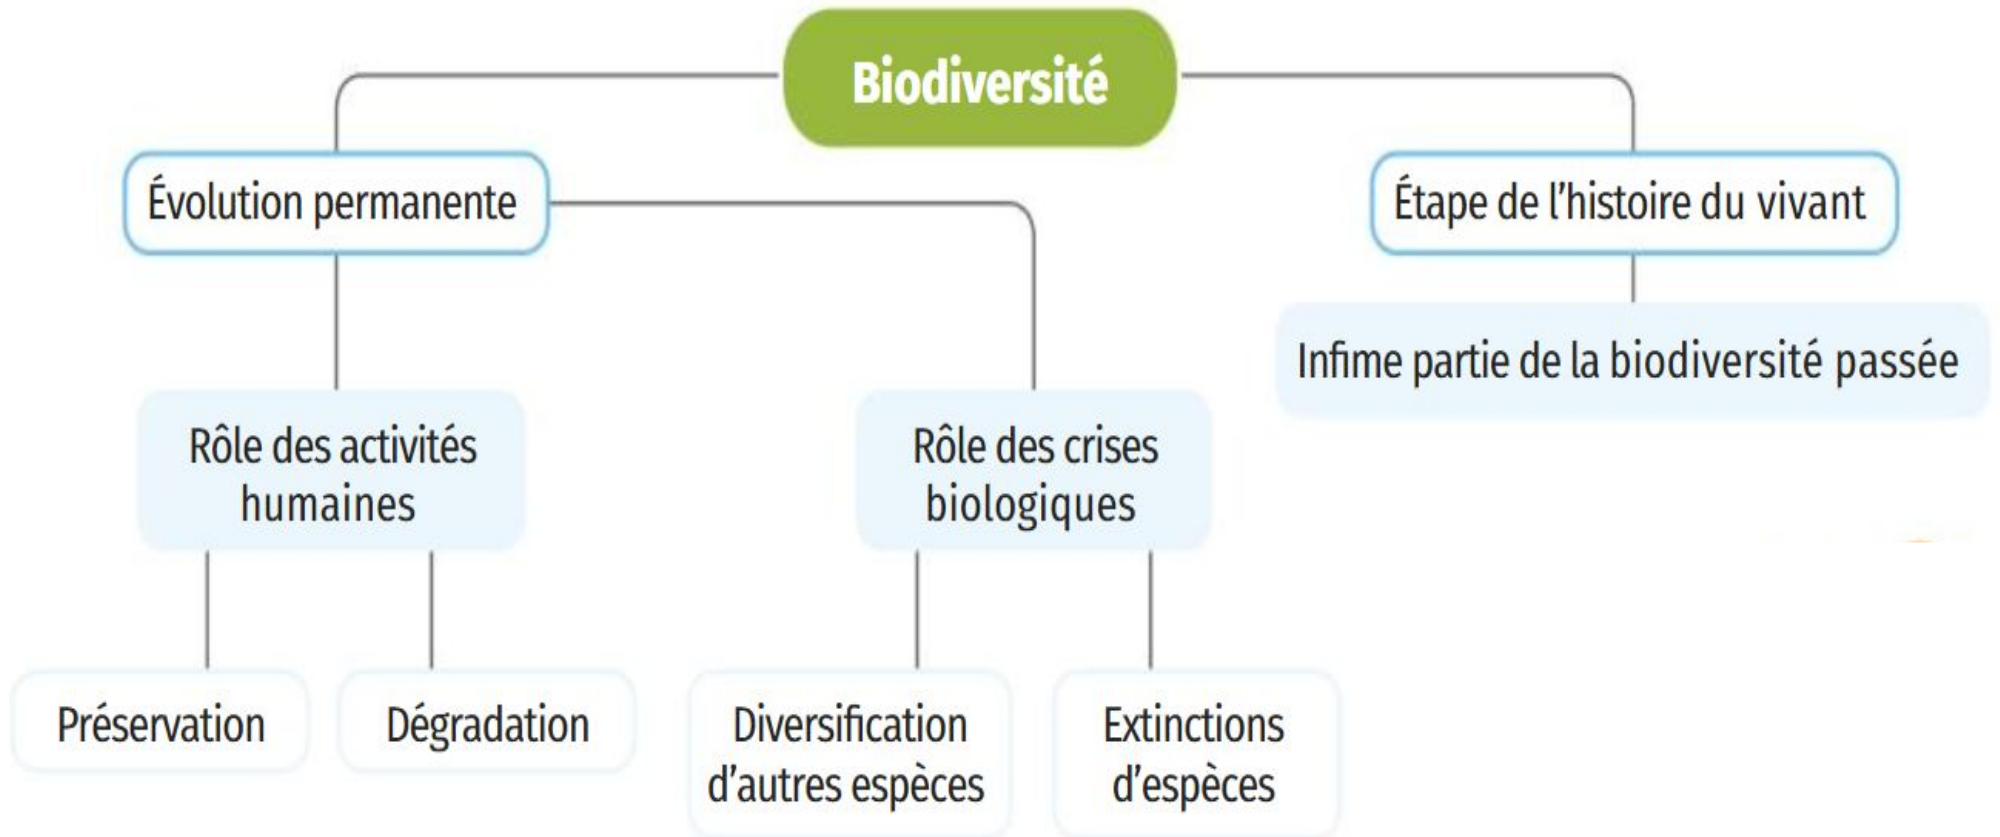 Biodiversité
Évolution permanente
Étape de l’histoire du vivant
Infime partie de la biodiversité passée
Rôle des activités
humaines
Rôle des crises
biologiques
Préservation
Dégradation
Diversification
d’autres espèces
Extinctions
d’espèces